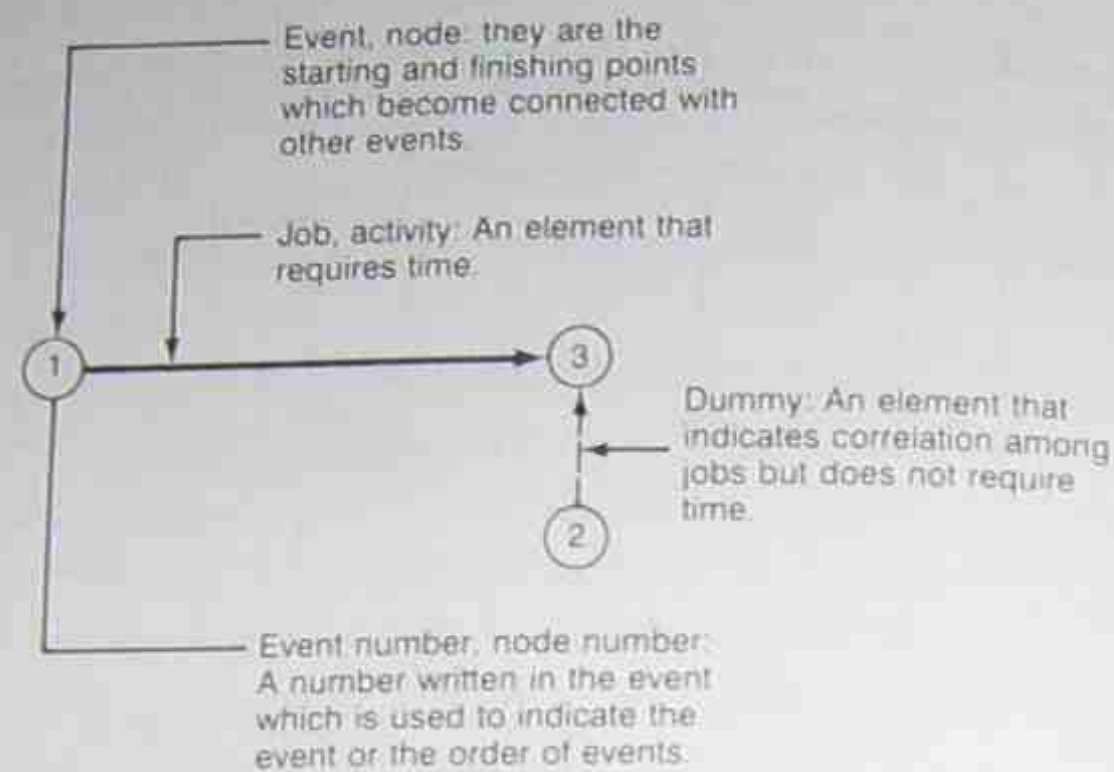 Event, node: they are the
starting and finishing points
which become connected with
other events.
Job, activity: An element that
requires time.
1
3
Dummy: An element that
indicates correlation among
jobs but does not require
time.
2
Event number, node number:
A number written in the event
which is used to indicate the
event or the order of events.